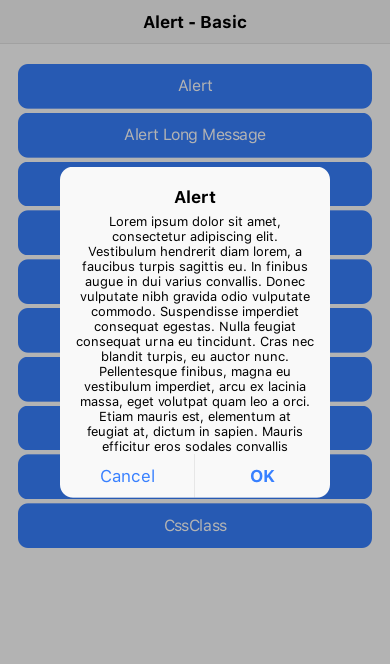 Alert - Basic
Alert
Alert Long Message
Alert
Lorem ipsum dolor sit amet,
consectetur adipiscing elit.
Vestibulum hendrerit diam lorem, a
faucibus turpis sagittis eu. In finibus
augue in dui varius convallis. Donec
vulputate nibh gravida odio vulputate
commodo. Suspendisse imperdiet
consequat egestas. Nulla feugiat
consequat urna eu tincidunt. Cras nec
blandit turpis, eu auctor nunc.
Pellentesque finibus, magna eu
vestibulum imperdiet, arcu ex lacinia
massa, eget volutpat quam leo a orci.
Etiam mauris est, elementum at
feugiat at, dictum in sapien. Mauris
efficitur eros sodales convallis
Cancel
OK
CssClass